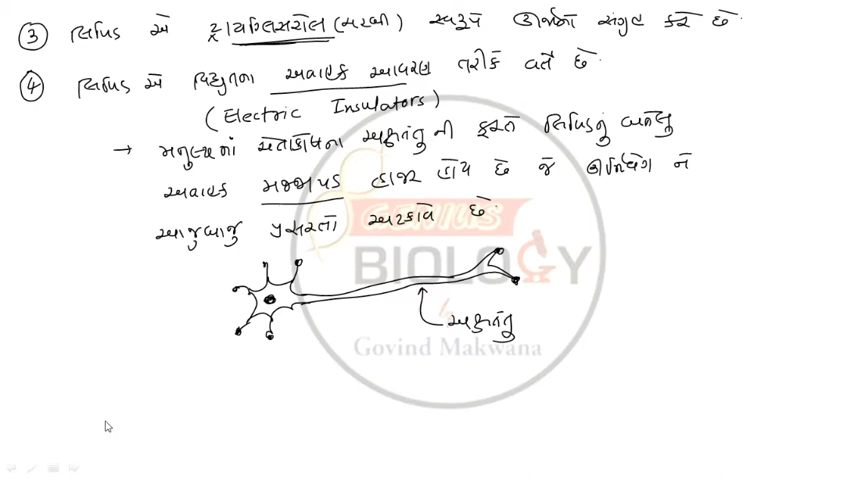 ③ લિપિડ એ ટ્રાયગ્લિસરોલ (ચરબી) સ્વરૂપે ઊર્જાનો સંગ્રહ કરે છે.
④ લિપિડ એ વિદ્યુતના અવાહક આવરણ તરીકે વર્તે છે.
(Electric Insulators)
→ મનુષ્યમાં ચેતાકોષના અક્ષતંતુ ની ફરતે લિપિડનું બનેલું
અવાહક મજ્જાપડ હાજર હોય છે જે ઊર્મિવેગ ને
આજુબાજુ પ્રસરતો અટકાવે છે.
GENIUS
BIOLOGY
અક્ષતંતુ
Govind Makwana